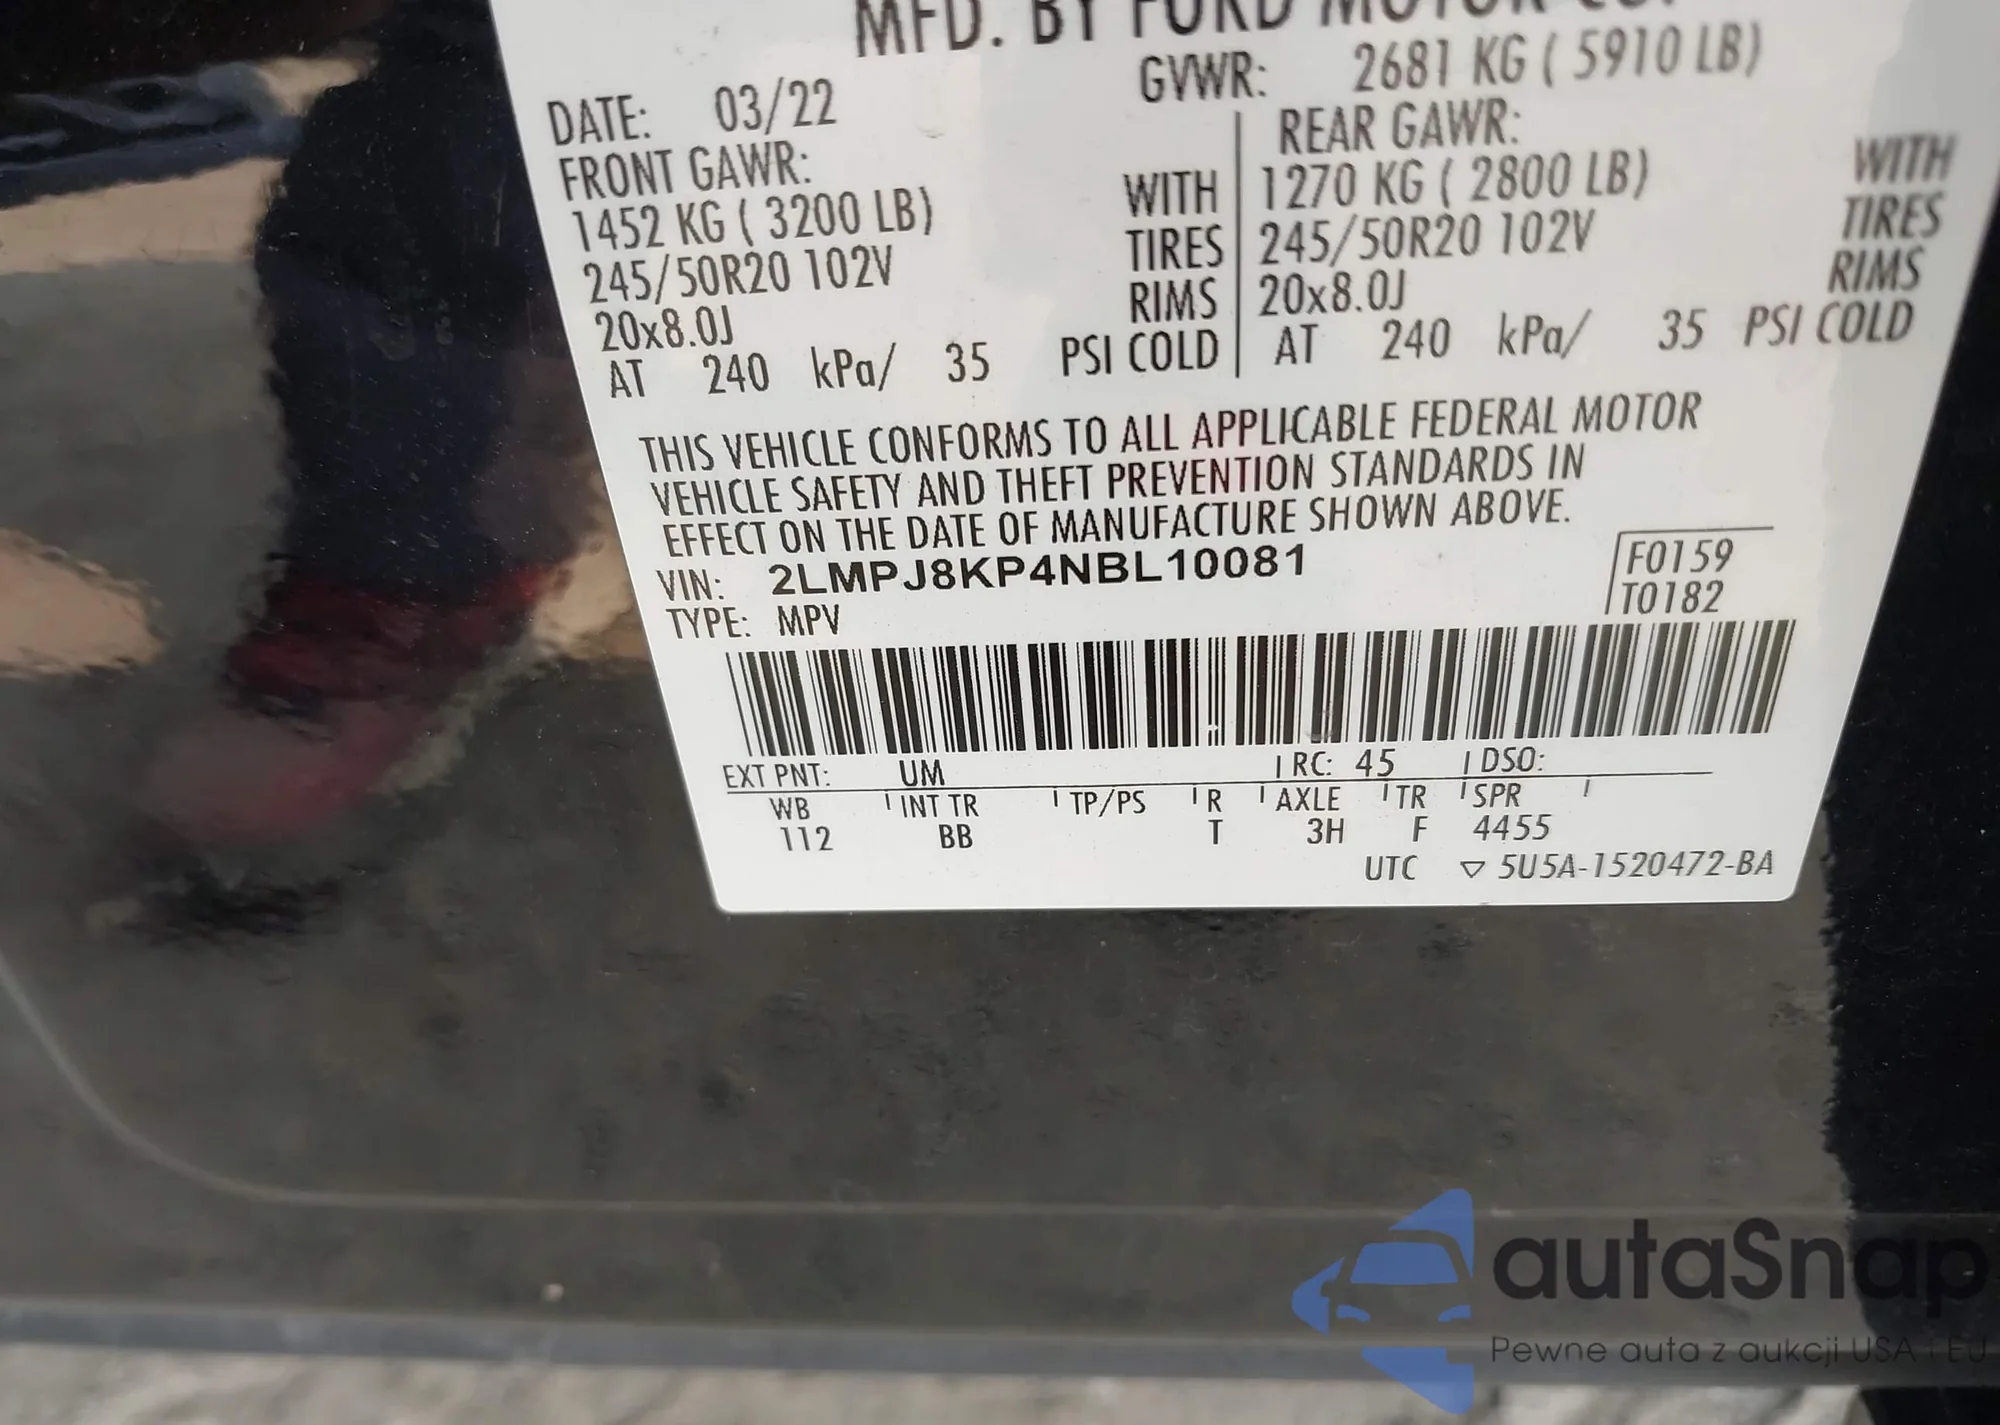 MFD. BY FORD MOTOR CO.
DATE: 03/22 GVWR: 2681 KG ( 5910 LB)
FRONT GAWR: REAR GAWR:
1452 KG ( 3200 LB) WITH 1270 KG ( 2800 LB) WITH
245/50R20 102V TIRES 245/50R20 102V TIRES
20x8.0J RIMS 20x8.0J RIMS
AT 240 kPa/ 35 PSI COLD AT 240 kPa/ 35 PSI COLD
THIS VEHICLE CONFORMS TO ALL APPLICABLE FEDERAL MOTOR
VEHICLE SAFETY AND THEFT PREVENTION STANDARDS IN
EFFECT ON THE DATE OF MANUFACTURE SHOWN ABOVE.
VIN: 2LMPJ8KP4NBL10081 F0159
TYPE: MPV T0182
EXT PNT: UM RC: 45 DSO:
WB INT TR TP/PS R AXLE TR SPR
112 BB T 3H F 4455
UTC ▽ 5U5A-1520472-BA
autaSnap
Pewne auta z aukcji USA i EU